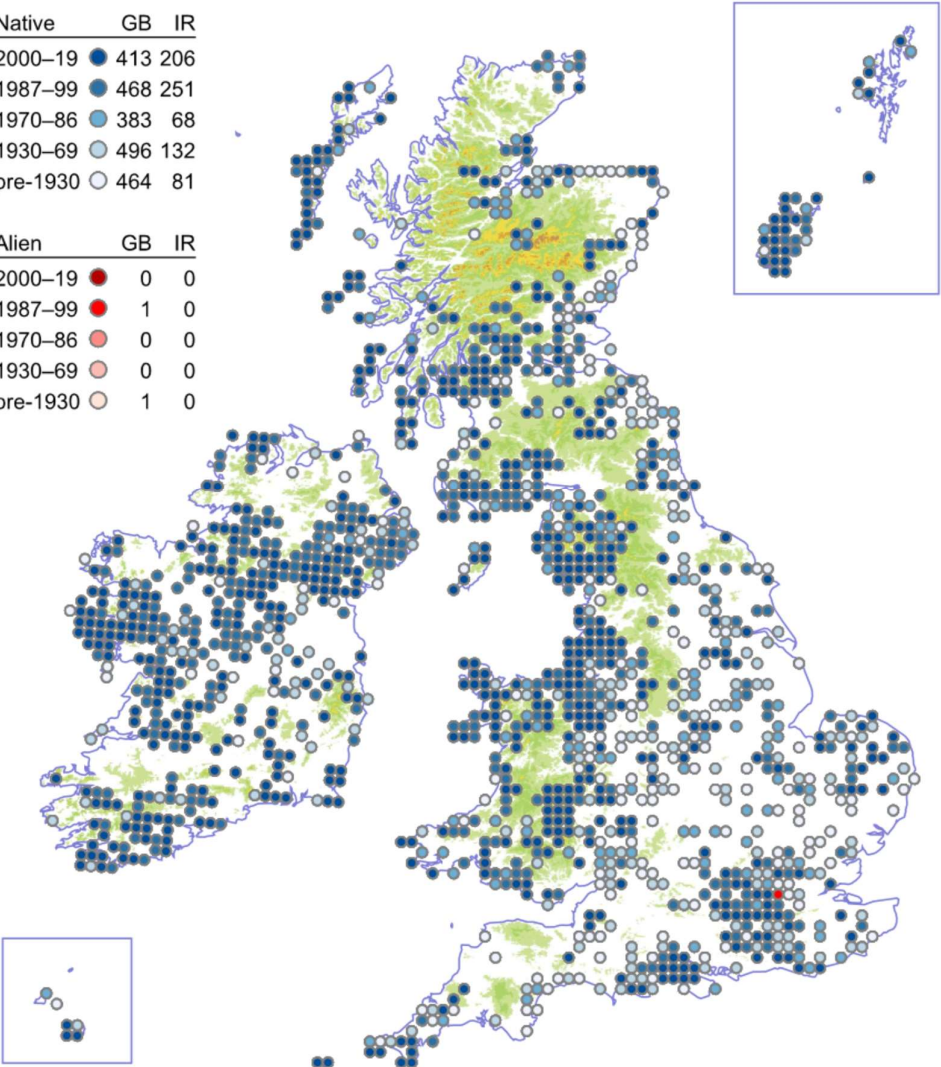 Native GB IR
2000–19 413 206
1987–99 468 251
1970–86 383 68
1930–69 496 132
pre-1930 464 81
Alien GB IR
2000–19 0 0
1987–99 1 0
1970–86 0 0
1930–69 0 0
pre-1930 1 0